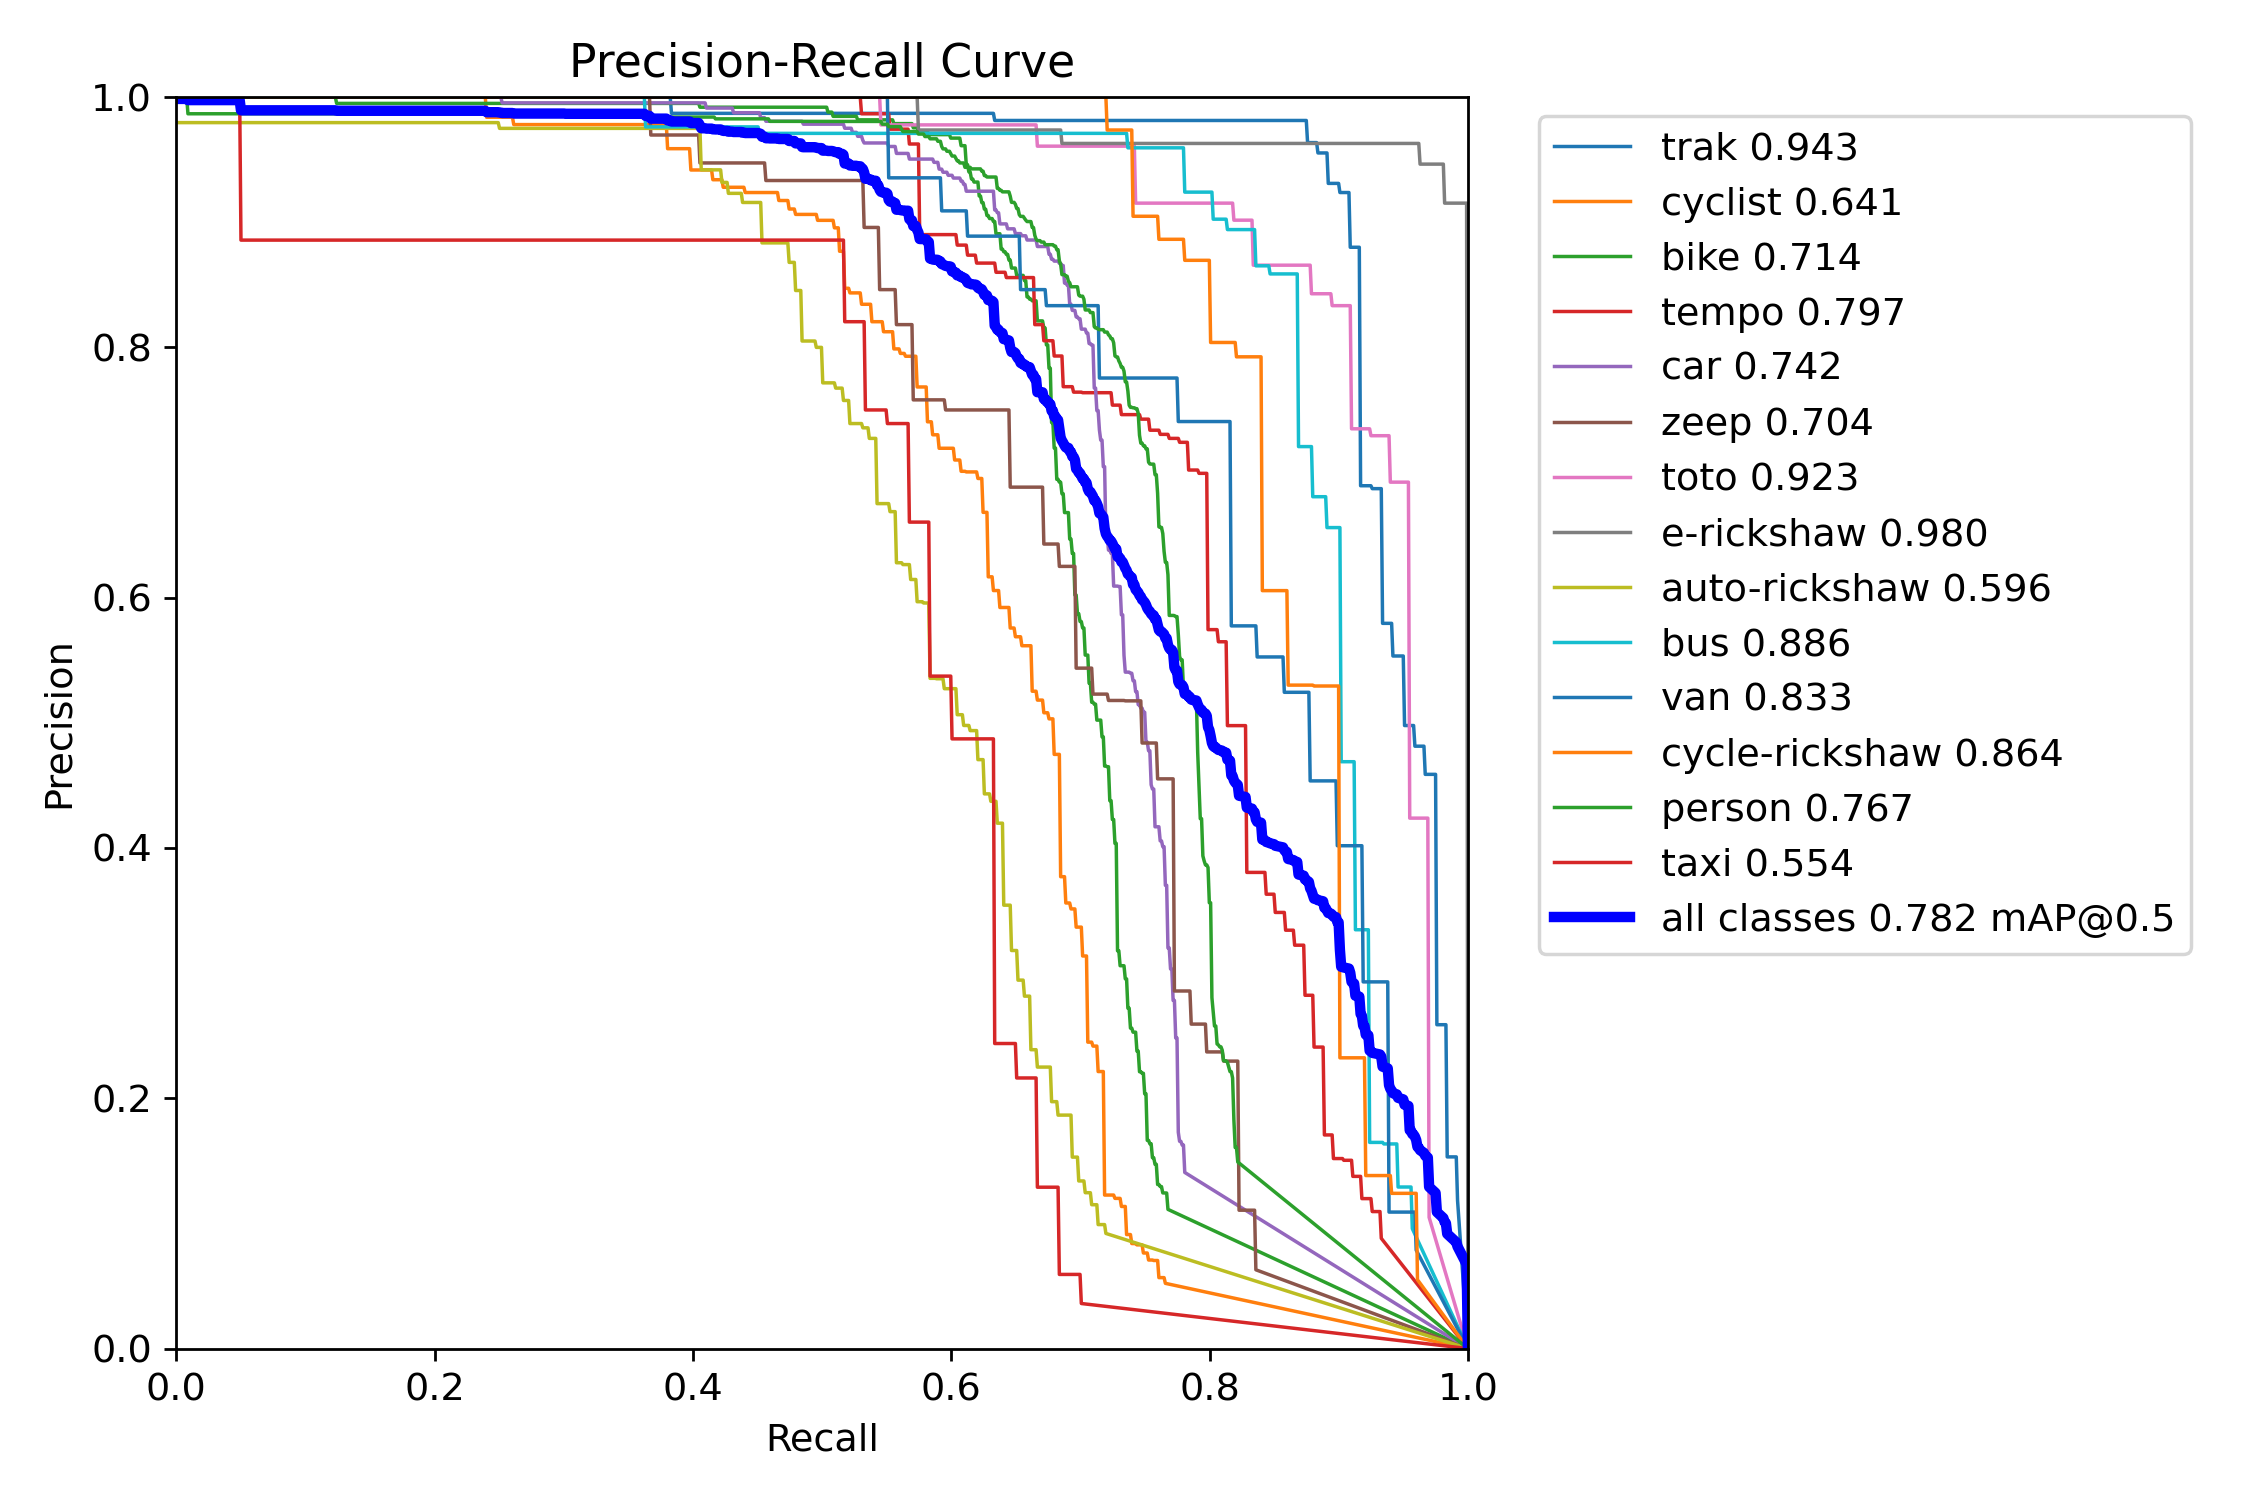 Precision-Recall Curve
1.0
0.8
0.6
0.4
0.2
0.0
Precision
0.0 0.2 0.4 0.6 0.8 1.0
Recall
trak 0.943
cyclist 0.641
bike 0.714
tempo 0.797
car 0.742
zeep 0.704
toto 0.923
e-rickshaw 0.980
auto-rickshaw 0.596
bus 0.886
van 0.833
cycle-rickshaw 0.864
person 0.767
taxi 0.554
all classes 0.782 mAP@0.5